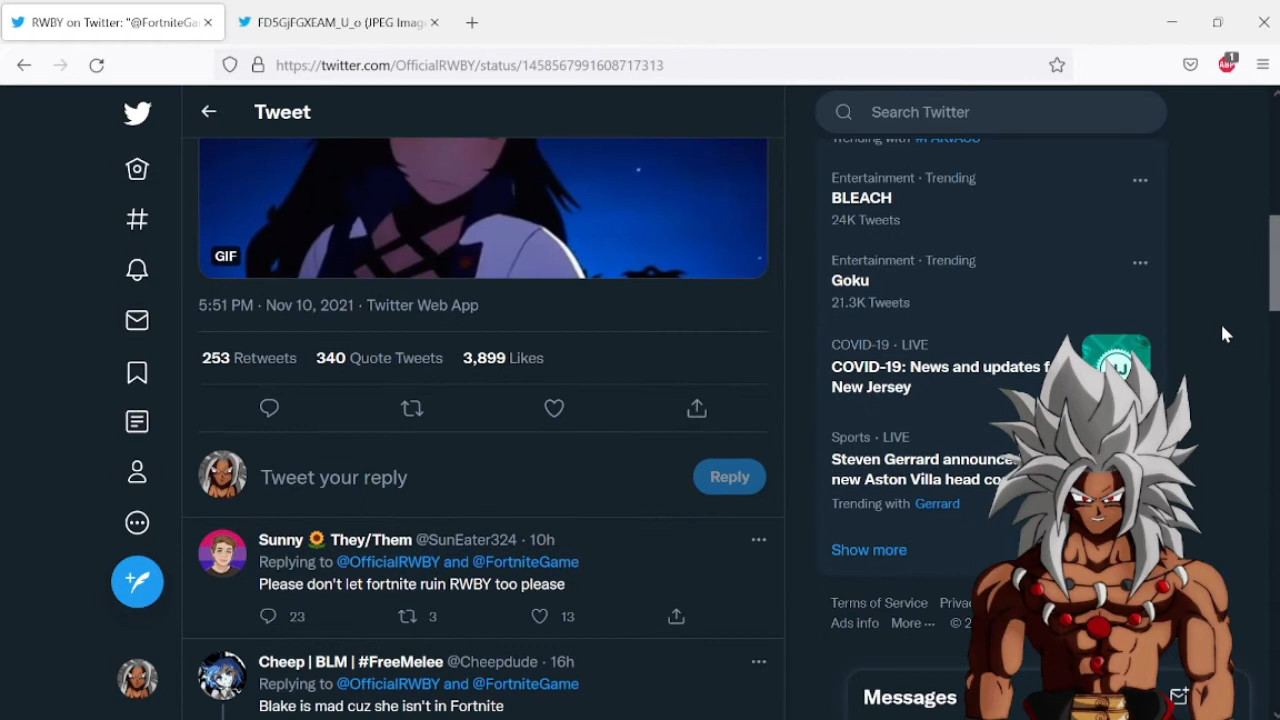 RWBY on Twitter: "@FortniteGa
FD5GjFGXEAM_U_o (JPEG Imag
https://twitter.com/OfficialRWBY/status/1458567991608717313
ABP
1
Tweet
Search Twitter
Trending with #PAKvAUS
Entertainment · Trending
BLEACH
24K Tweets
Entertainment · Trending
Goku
21.3K Tweets
COVID-19 · LIVE
COVID-19: News and updates f
New Jersey
Sports · LIVE
Steven Gerrard announce
new Aston Villa head co
Trending with Gerrard
Show more
Terms of Service Priva
Ads info More ··· © 2
Messages
GIF
5:51 PM · Nov 10, 2021 · Twitter Web App
253 Retweets 340 Quote Tweets 3,899 Likes
Tweet your reply
Reply
Sunny 🌻 They/Them @SunEater324 · 10h
Replying to @OfficialRWBY and @FortniteGame
Please don't let fortnite ruin RWBY too please
23 3 13
Cheep | BLM | #FreeMelee @Cheepdude · 16h
Replying to @OfficialRWBY and @FortniteGame
Blake is mad cuz she isn't in Fortnite